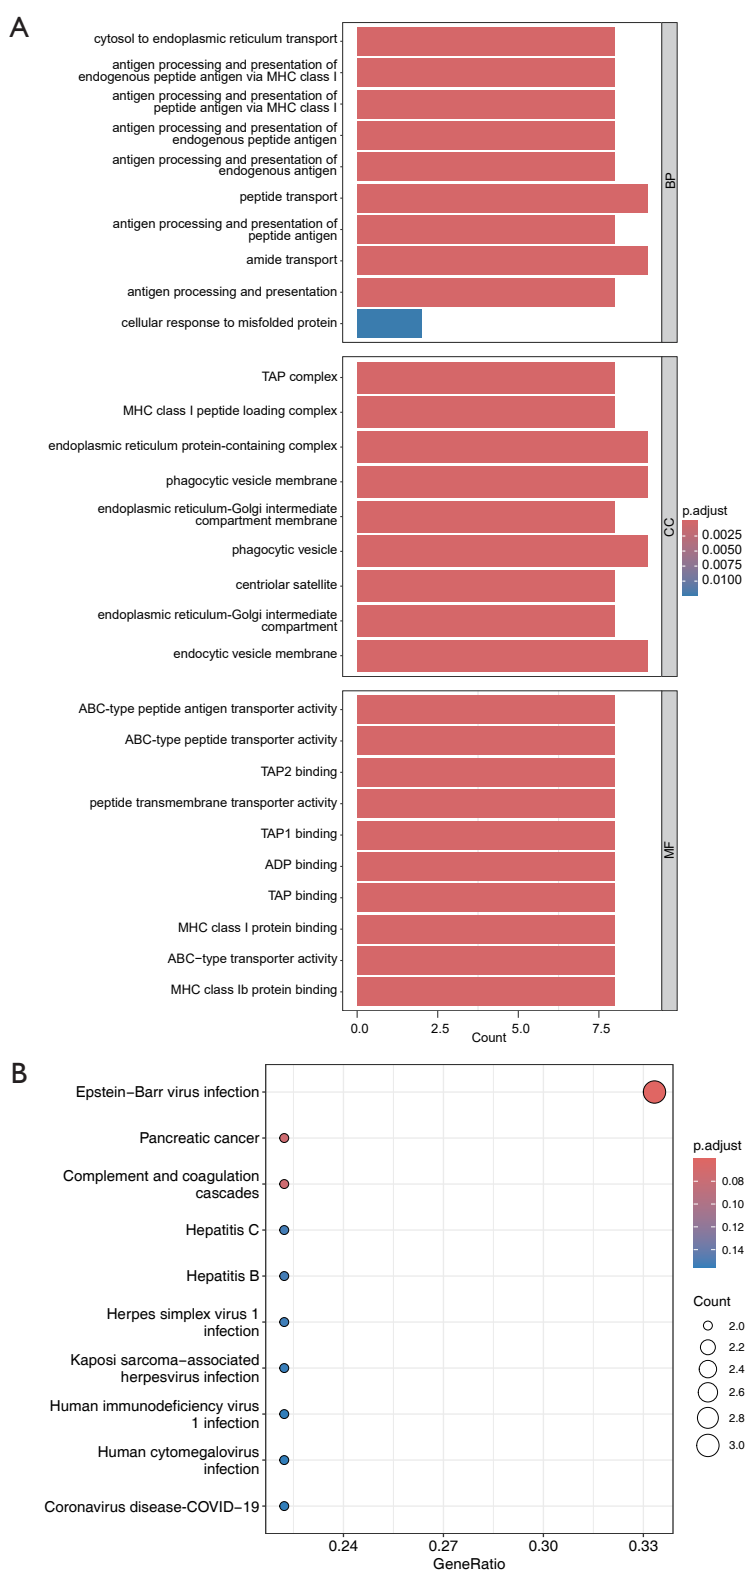 A
cytosol to endoplasmic reticulum transport
antigen processing and presentation of
endogenous peptide antigen via MHC class I
antigen processing and presentation of
peptide antigen via MHC class I
antigen processing and presentation of
endogenous peptide antigen
antigen processing and presentation of
endogenous antigen
peptide transport
antigen processing and presentation of
peptide antigen
amide transport
antigen processing and presentation
cellular response to misfolded protein
BP
TAP complex
MHC class I peptide loading complex
endoplasmic reticulum protein-containing complex
phagocytic vesicle membrane
endoplasmic reticulum-Golgi intermediate
compartment membrane
phagocytic vesicle
centriolar satellite
endoplasmic reticulum-Golgi intermediate
compartment
endocytic vesicle membrane
CC
p.adjust
0.0025
0.0050
0.0075
0.0100
ABC-type peptide antigen transporter activity
ABC-type peptide transporter activity
TAP2 binding
peptide transmembrane transporter activity
TAP1 binding
ADP binding
TAP binding
MHC class I protein binding
ABC−type transporter activity
MHC class Ib protein binding
MF
0.0 2.5 5.0 7.5
Count
B
Epstein−Barr virus infection
Pancreatic cancer
Complement and coagulation
cascades
Hepatitis C
Hepatitis B
Herpes simplex virus 1
infection
Kaposi sarcoma−associated
herpesvirus infection
Human immunodeficiency virus
1 infection
Human cytomegalovirus
infection
Coronavirus disease-COVID−19
0.24 0.27 0.30 0.33
GeneRatio
p.adjust
0.08
0.10
0.12
0.14
Count
2.0
2.2
2.4
2.6
2.8
3.0